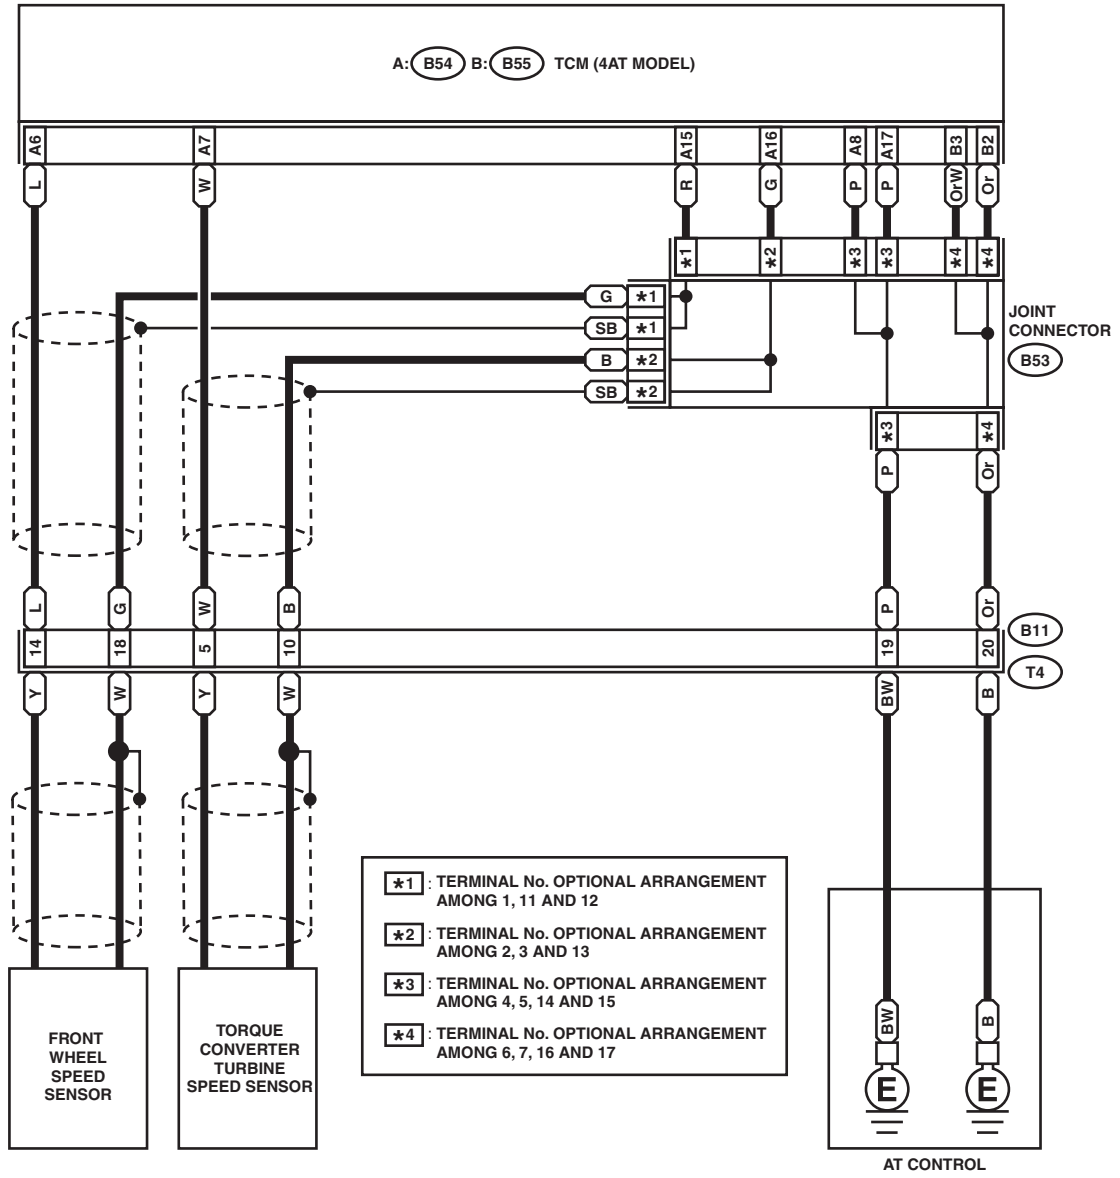 A: B54 B: B55 TCM (4AT MODEL)
A6 A7 A15 A16 A8 A17 B3 B2
L W R G P P OrW Or
*1 *2 *3 *3 *4 *4
G *1
SB *1
B *2
SB *2
JOINT
CONNECTOR
B53
*3 *4
P Or
L G W B P Or
B11
14 18 5 10 19 20
T4
Y W Y W BW B
*1 : TERMINAL No. OPTIONAL ARRANGEMENT
AMONG 1, 11 AND 12
*2 : TERMINAL No. OPTIONAL ARRANGEMENT
AMONG 2, 3 AND 13
*3 : TERMINAL No. OPTIONAL ARRANGEMENT
AMONG 4, 5, 14 AND 15
*4 : TERMINAL No. OPTIONAL ARRANGEMENT
AMONG 6, 7, 16 AND 17
FRONT
WHEEL
SPEED
SENSOR
TORQUE
CONVERTER
TURBINE
SPEED SENSOR
BW B
E E
AT CONTROL